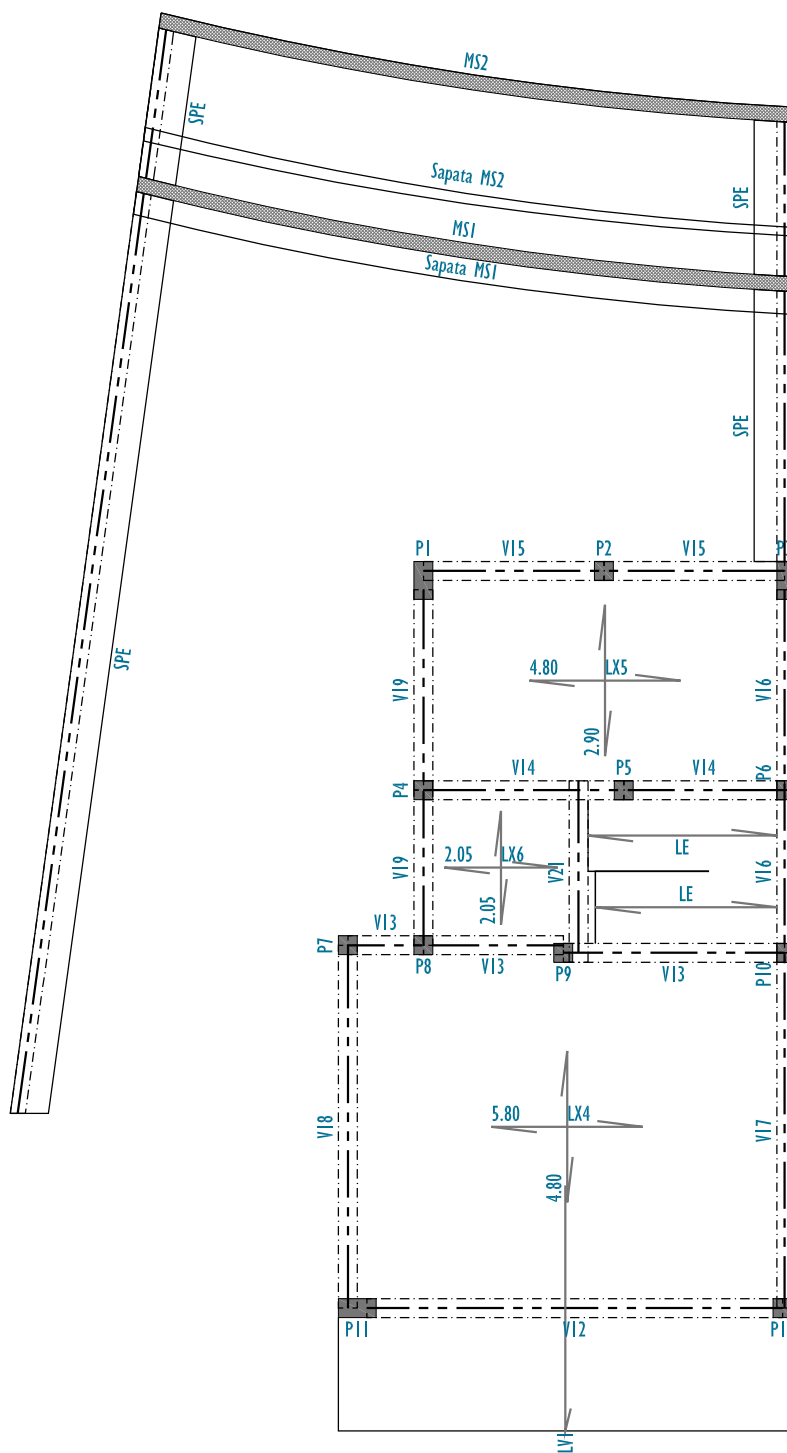 MS2
SPE
Sapata MS2
SPE
MS1
Sapata MS1
SPE
P1
V15
P2
V15
SPE
4.80
LX5
V19
V16
2.90
P4
V14
P5
V14
P6
LE
2.05
LX6
V21
V19
V16
LE
2.05
V13
P7
P8
V13
P9
V13
P10
5.80
LX4
V18
V17
4.80
P11
V12
P1
LV1